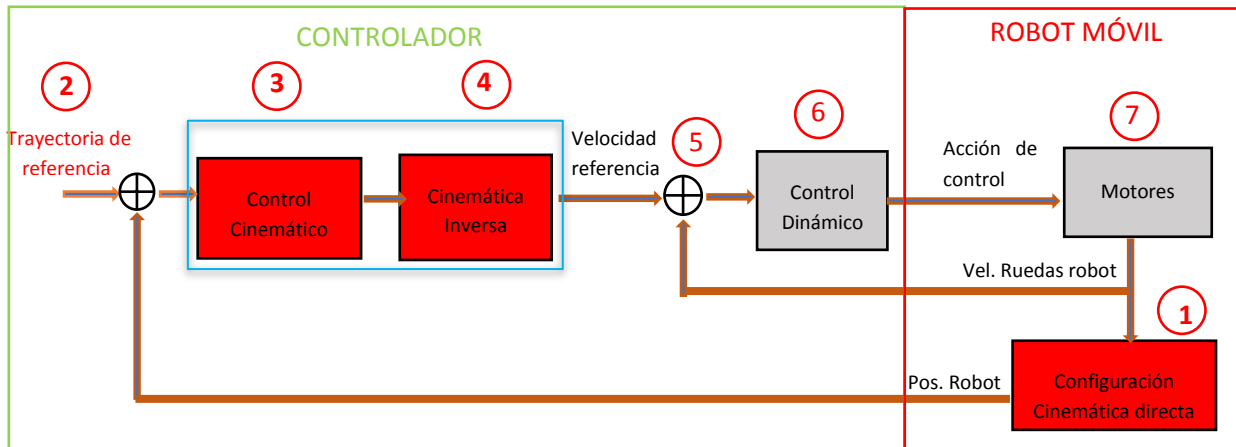 CONTROLADOR
ROBOT MÓVIL
2
3
4
5
6
7
Trayectoria de
referencia
Velocidad
referencia
Acción de
control
Control
Cinemático
Cinemática
Inversa
Control
Dinámico
Motores
Vel. Ruedas robot
1
Pos. Robot
Configuración
Cinemática directa